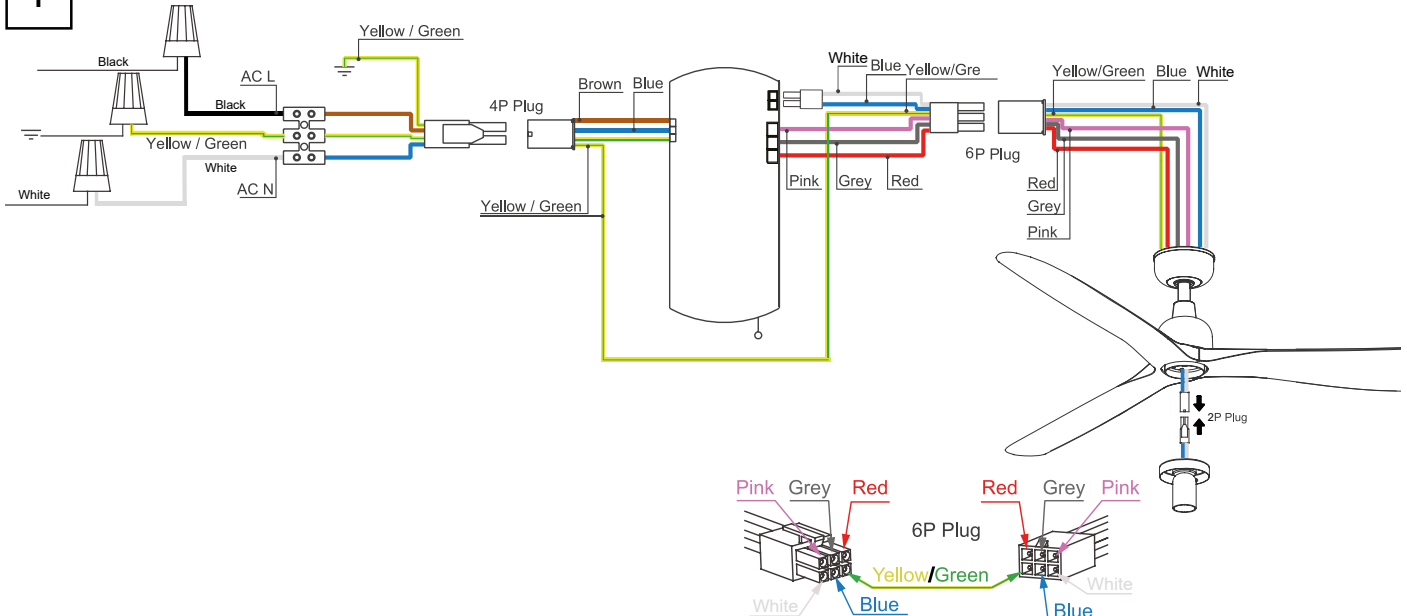 Yellow / Green
White
Blue
Yellow/Gre
Yellow/Green
Blue
White
Black
AC L
Black
Brown
Blue
4P Plug
Yellow / Green
White
AC N
White
Yellow / Green
Pink
Grey
Red
6P Plug
Red
Grey
Pink
2P Plug
Pink
Grey
Red
Red
Grey
Pink
6P Plug
Yellow/Green
White
Blue
White
Blue